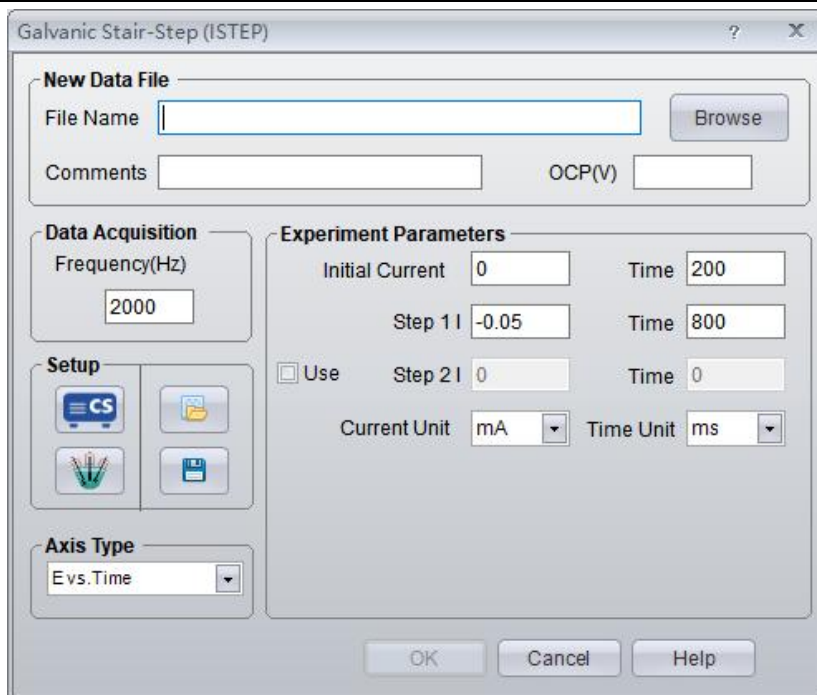 Galvanic Stair-Step (ISTEP) ? X
New Data File
File Name Browse
Comments OCP(V)
Data Acquisition
Frequency(Hz)
2000
Experiment Parameters
Initial Current 0 Time 200
Step 1 I -0.05 Time 800
Use Step 2 I 0 Time 0
Current Unit mA Time Unit ms
Setup
CS
Axis Type
Evs.Time
OK Cancel Help